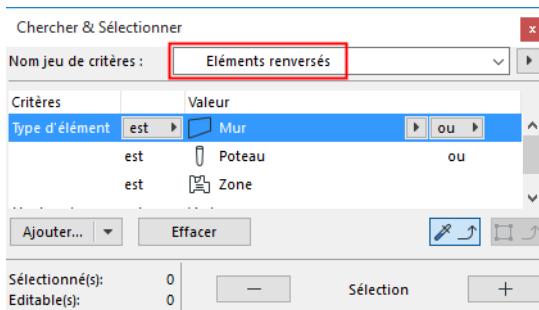 Chercher & Sélectionner
Nom jeu de critères : Eléments renversés
Critères Valeur
Type d'élément est Mur ou
est Poteau ou
est Zone
Ajouter... Effacer
Sélectionné(s): 0
Editable(s): 0
Sélection